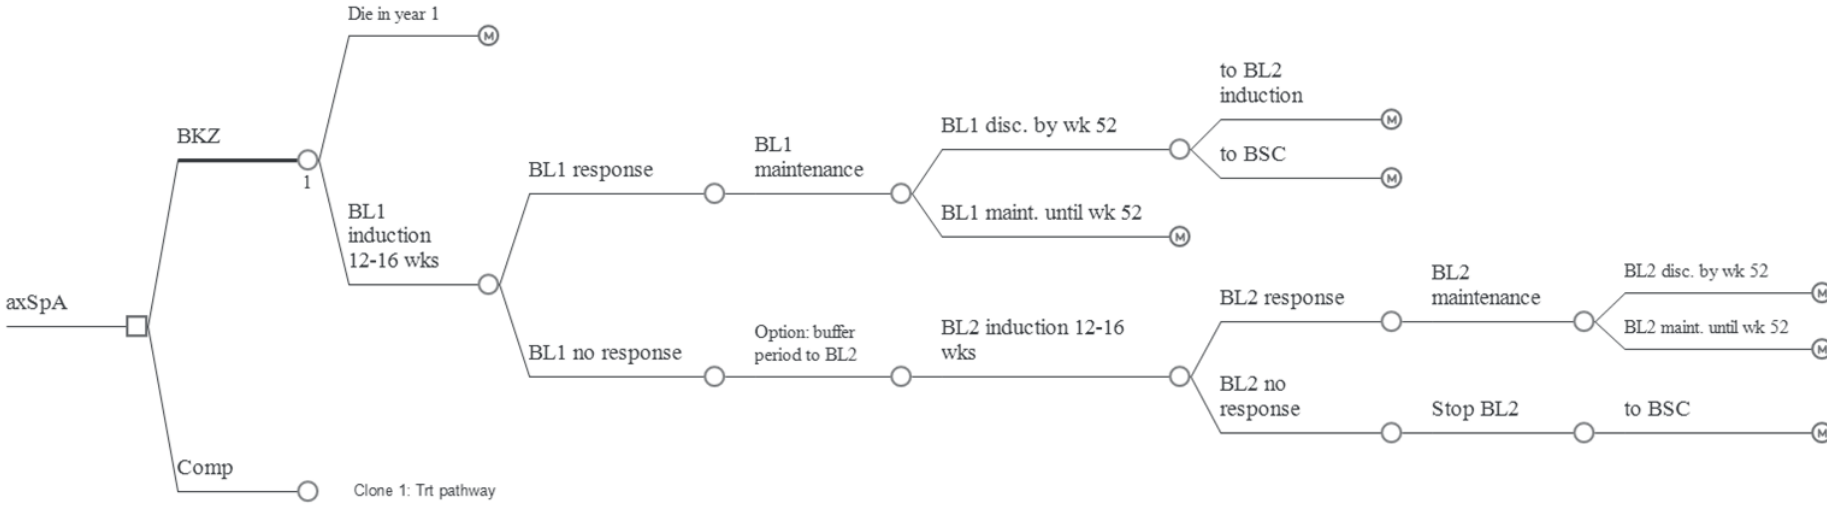 Die in year 1
M
to BL2
induction
M
BKZ
BL1 disc. by wk 52
BL1
maintenance
to BSC
M
1
BL1 response
BL1
induction
12-16 wks
BL1 maint. until wk 52
M
axSpA
BL2 disc. by wk 52
M
BL2
maintenance
BL2 response
BL2 maint. until wk 52
M
BL2 induction 12-16
wks
Option: buffer
period to BL2
BL1 no response
BL2 no
response
Stop BL2
to BSC
M
Comp
Clone 1: Trt pathway